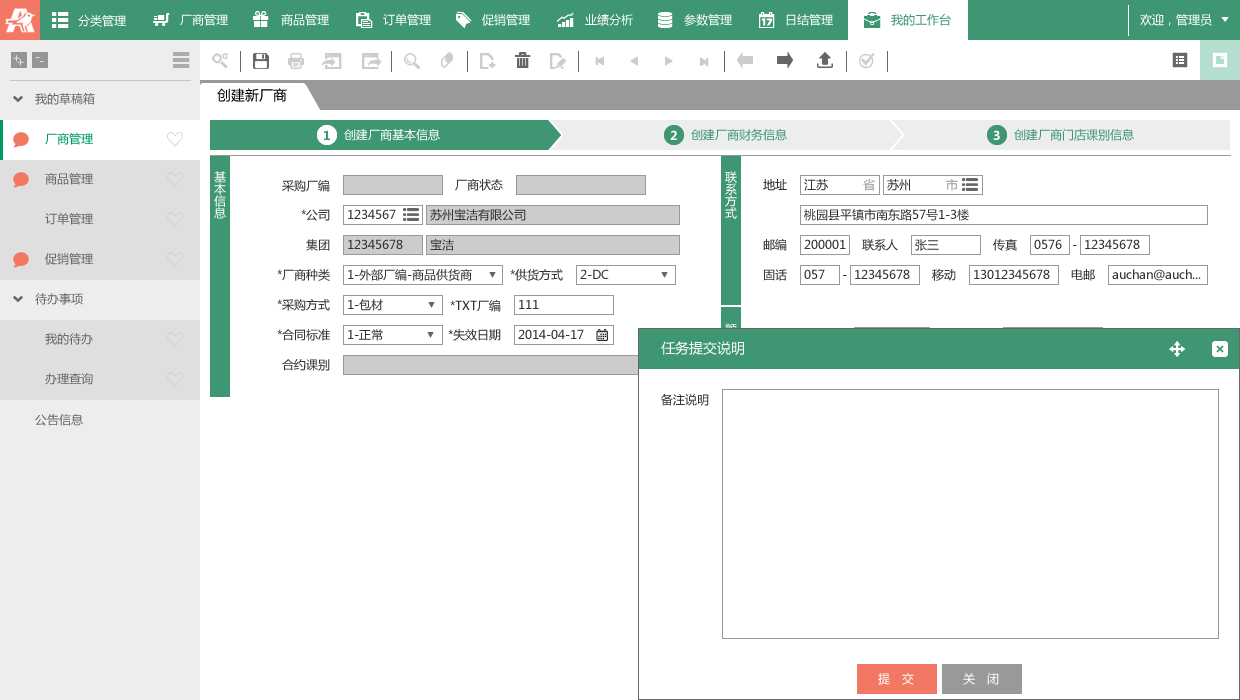 分类管理 厂商管理 商品管理 订单管理 促销管理 业绩分析 参数管理 17 日结管理 我的工作台 欢迎，管理员
我的草稿箱
厂商管理
商品管理
订单管理
促销管理
待办事项
我的待办
办理查询
公告信息
创建新厂商
1 创建厂商基本信息 2 创建厂商财务信息 3 创建厂商门店课别信息
基本信息
采购厂编 厂商状态
*公司 1234567 苏州宝洁有限公司
集团 12345678 宝洁
*厂商种类 1-外部厂编-商品供货商 *供货方式 2-DC
*采购方式 1-包材 *TXT厂编 111
*合同标准 1-正常 *失效日期 2014-04-17
合约课别
联系方式
地址 江苏 省 苏州 市
桃园县平镇市南东路57号1-3楼
邮编 200001 联系人 张三 传真 0576 - 12345678
固话 057 - 12345678 移动 13012345678 电邮 auchan@auch...
任务提交说明
备注说明
提 交 关 闭